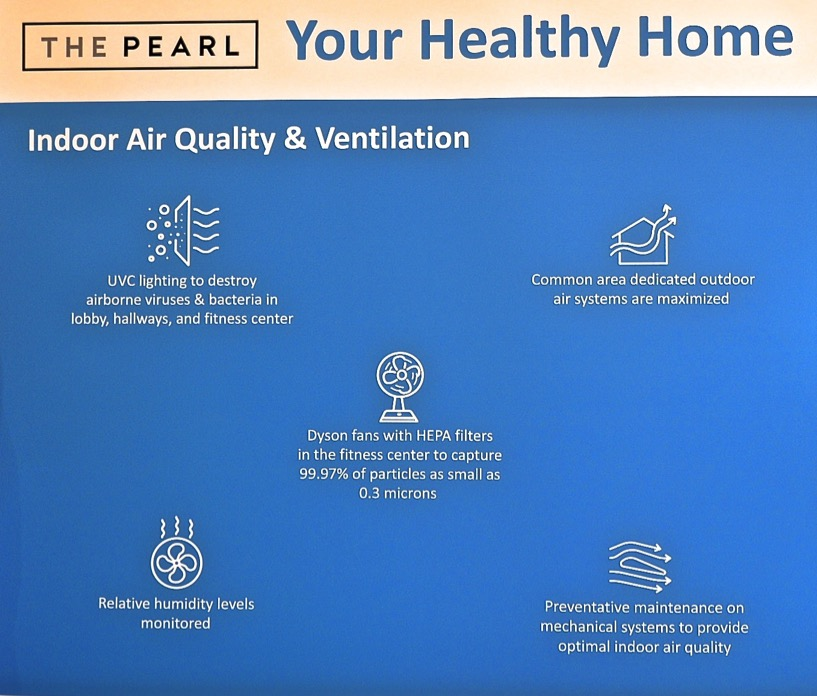 THE PEARL
Your Healthy Home
Indoor Air Quality & Ventilation
UVC lighting to destroy
airborne viruses & bacteria in
lobby, hallways, and fitness center
Common area dedicated outdoor
air systems are maximized
Dyson fans with HEPA filters
in the fitness center to capture
99.97% of particles as small as
0.3 microns
Relative humidity levels
monitored
Preventative maintenance on
mechanical systems to provide
optimal indoor air quality